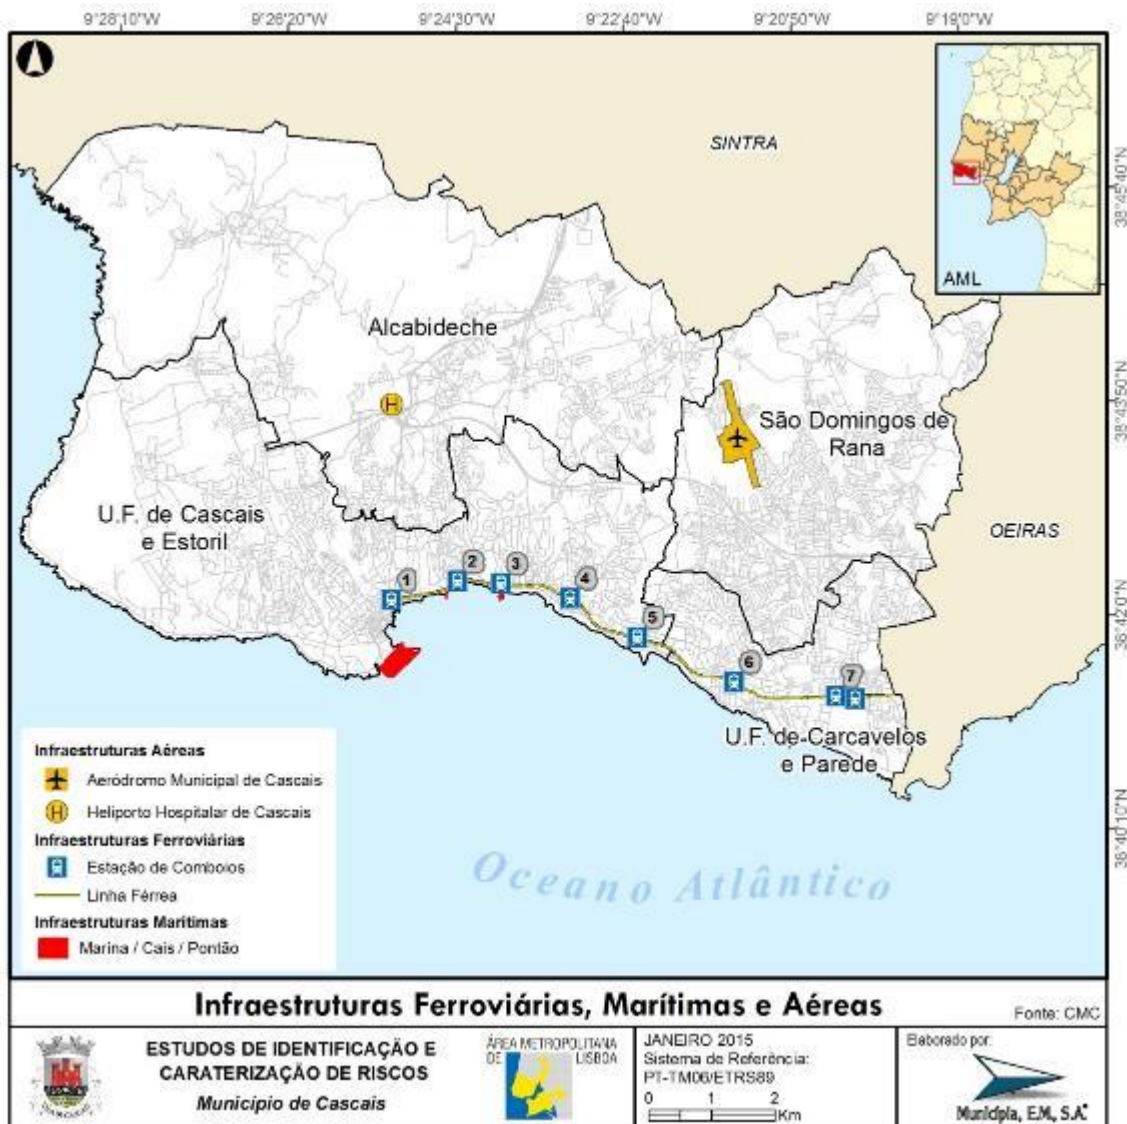 9°28'10"W
9°26'20"W
9°24'30"W
9°22'40"W
9°20'50"W
9°19'0"W
SINTRA
38°45'40"N
AML
Alcabideche
H
38°43'50"N
São Domingos de
Rana
U.F. de Cascais
e Estoril
OEIRAS
1
2
3
4
5
6
7
38°42'0"N
U.F. de Carcavelos
e Parede
38°40'10"N
Oceano Atlântico
Infraestruturas Aéreas
Aeródromo Municipal de Cascais
H Heliporto Hospitalar de Cascais
Infraestruturas Ferroviárias
Estação de Comboios
Linha Férrea
Infraestruturas Marítimas
Marina / Cais / Pontão
Infraestruturas Ferroviárias, Marítimas e Aéreas
Fonte: CMC
ESTUDOS DE IDENTIFICAÇÃO E
CARATERIZAÇÃO DE RISCOS
Município de Cascais
ÁREA METROPOLITANA
DE LISBOA
JANEIRO 2015
Sistema de Referência:
PT-TM06/ETRS89
0 1 2
Km
Elaborado por:
Municípia, E.M., S.A.